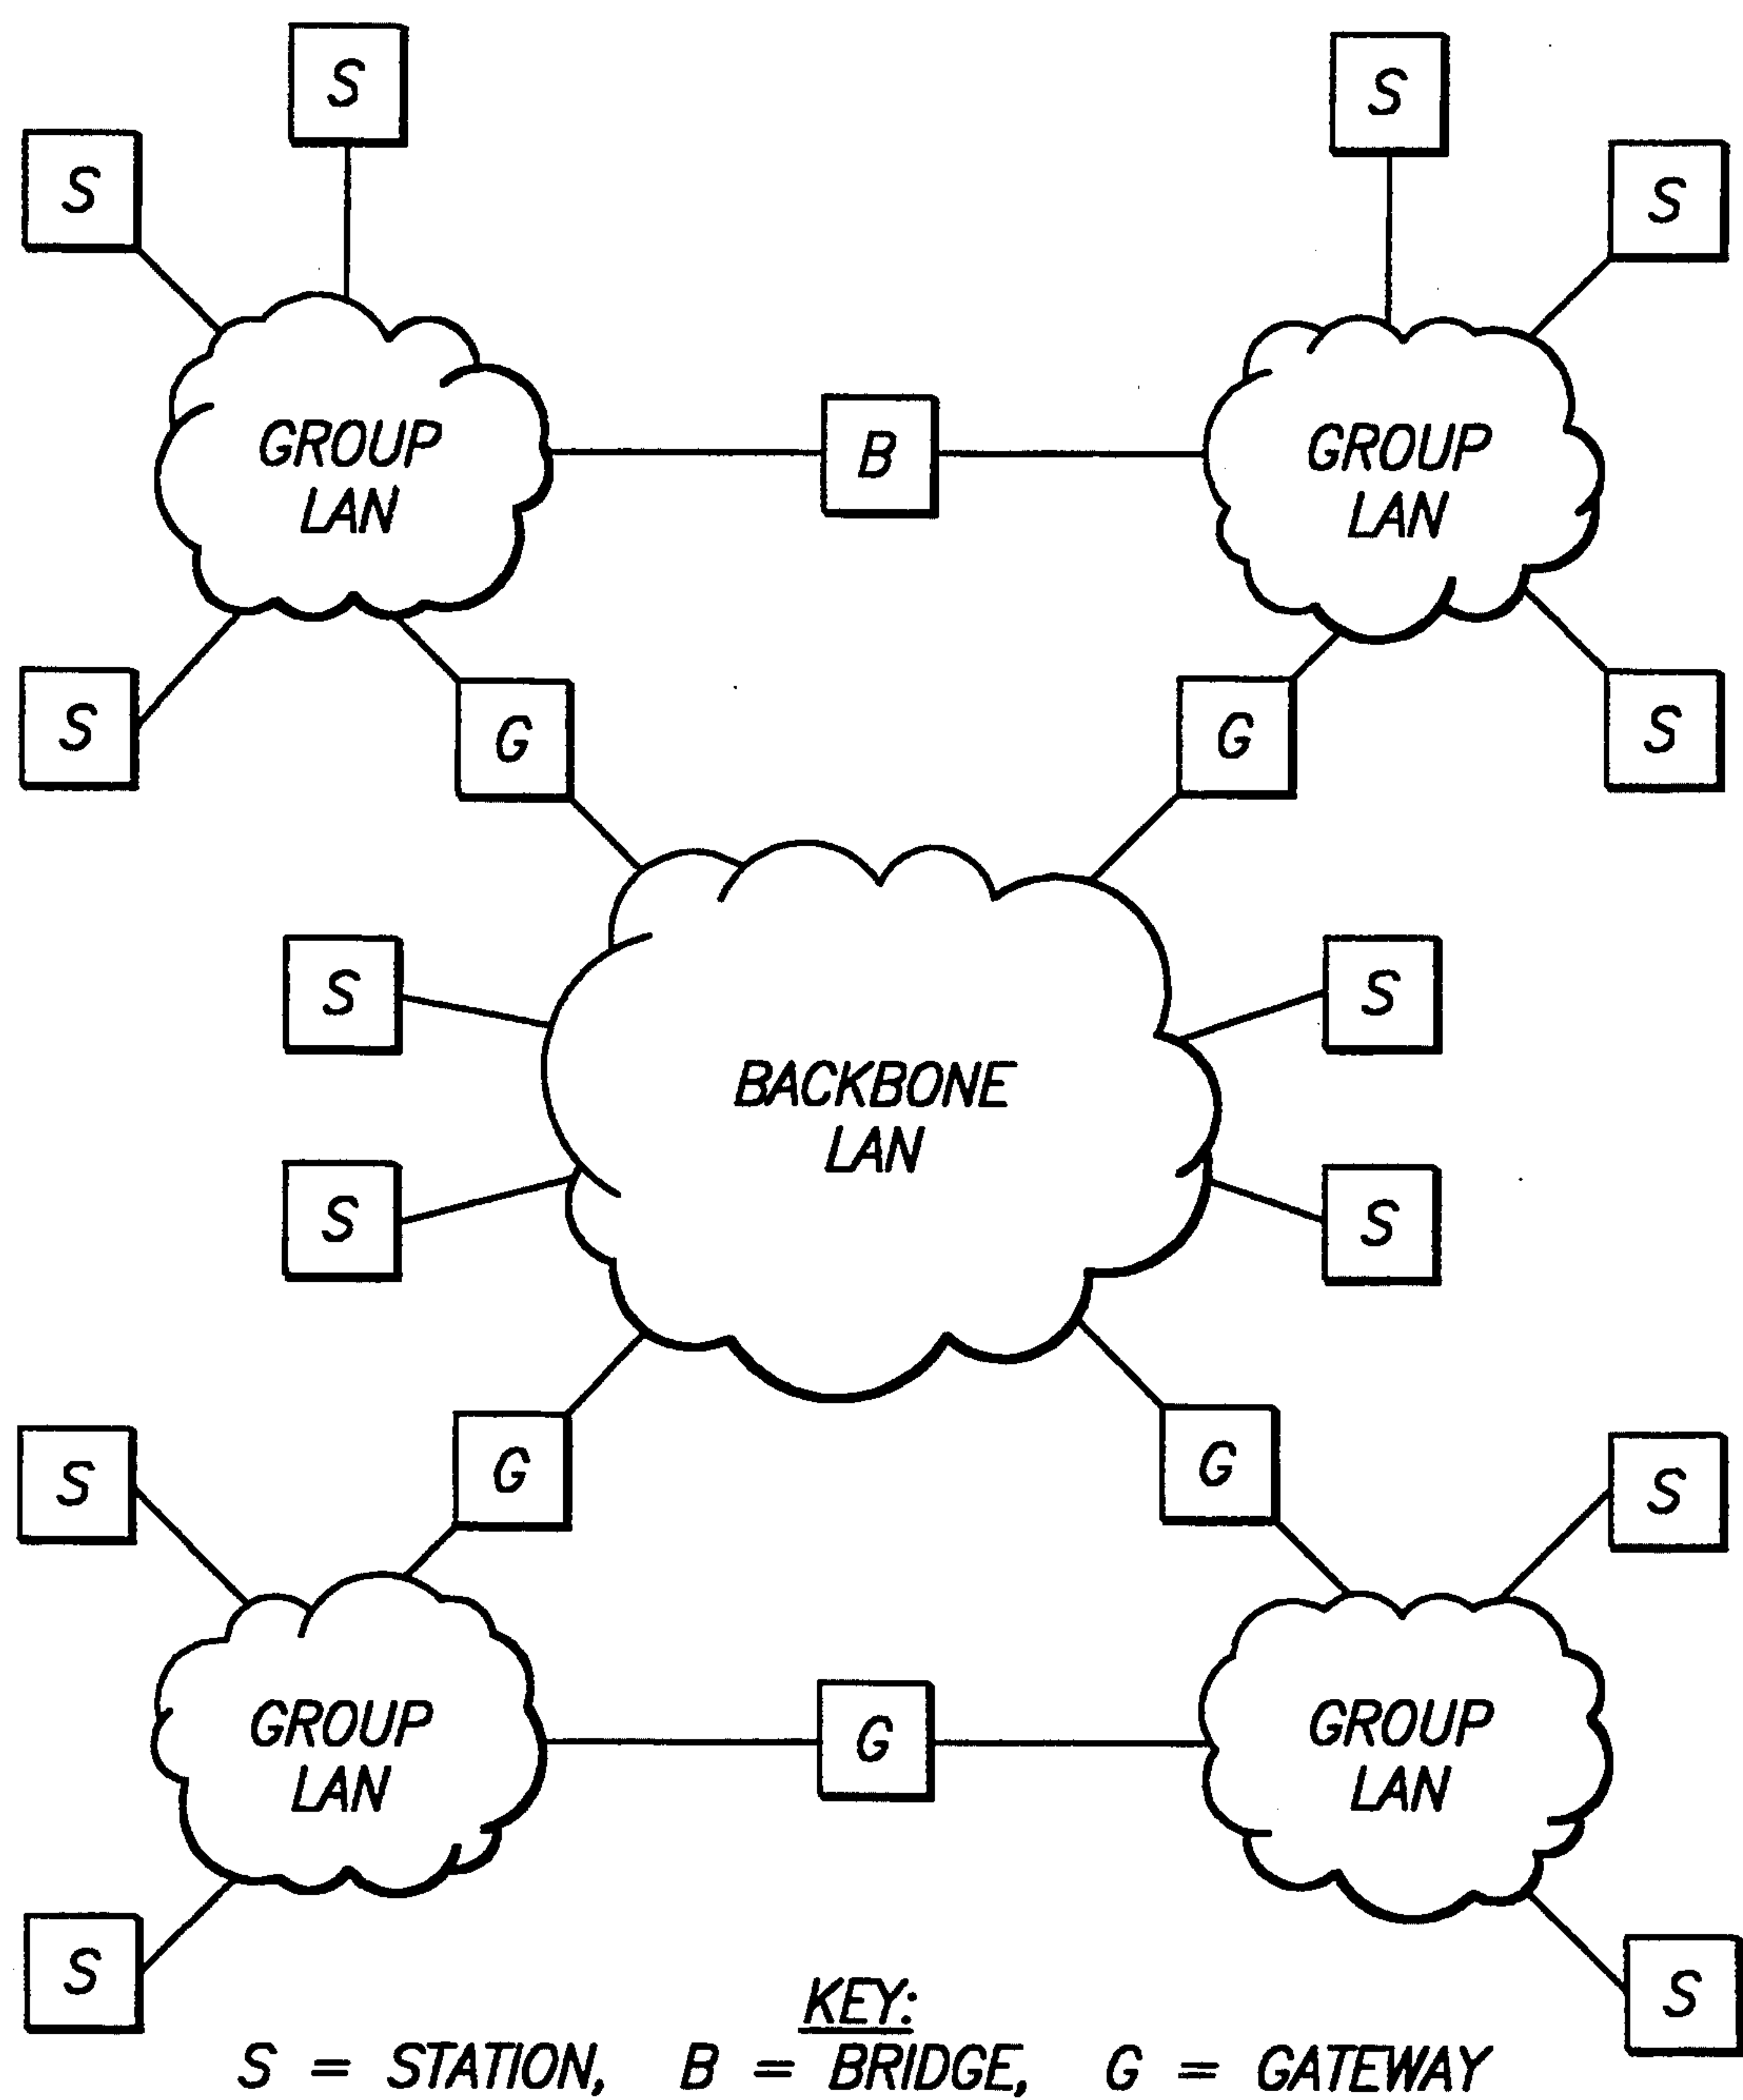 S
S
S
S
GROUP
LAN
B
GROUP
LAN
S
G
G
S
S
S
BACKBONE
LAN
S
S
S
G
G
S
GROUP
LAN
G
GROUP
LAN
S
S
KEY:
S = STATION, B = BRIDGE, G = GATEWAY